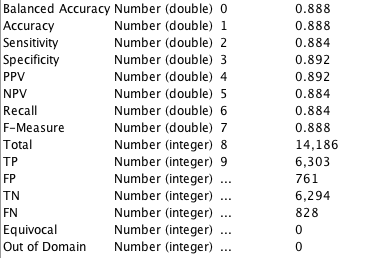 Balanced Accuracy Number (double) 0 0.888
Accuracy Number (double) 1 0.888
Sensitivity Number (double) 2 0.884
Specificity Number (double) 3 0.892
PPV Number (double) 4 0.892
NPV Number (double) 5 0.884
Recall Number (double) 6 0.884
F-Measure Number (double) 7 0.888
Total Number (integer) 8 14,186
TP Number (integer) 9 6,303
FP Number (integer) ... 761
TN Number (integer) ... 6,294
FN Number (integer) ... 828
Equivocal Number (integer) ... 0
Out of Domain Number (integer) ... 0